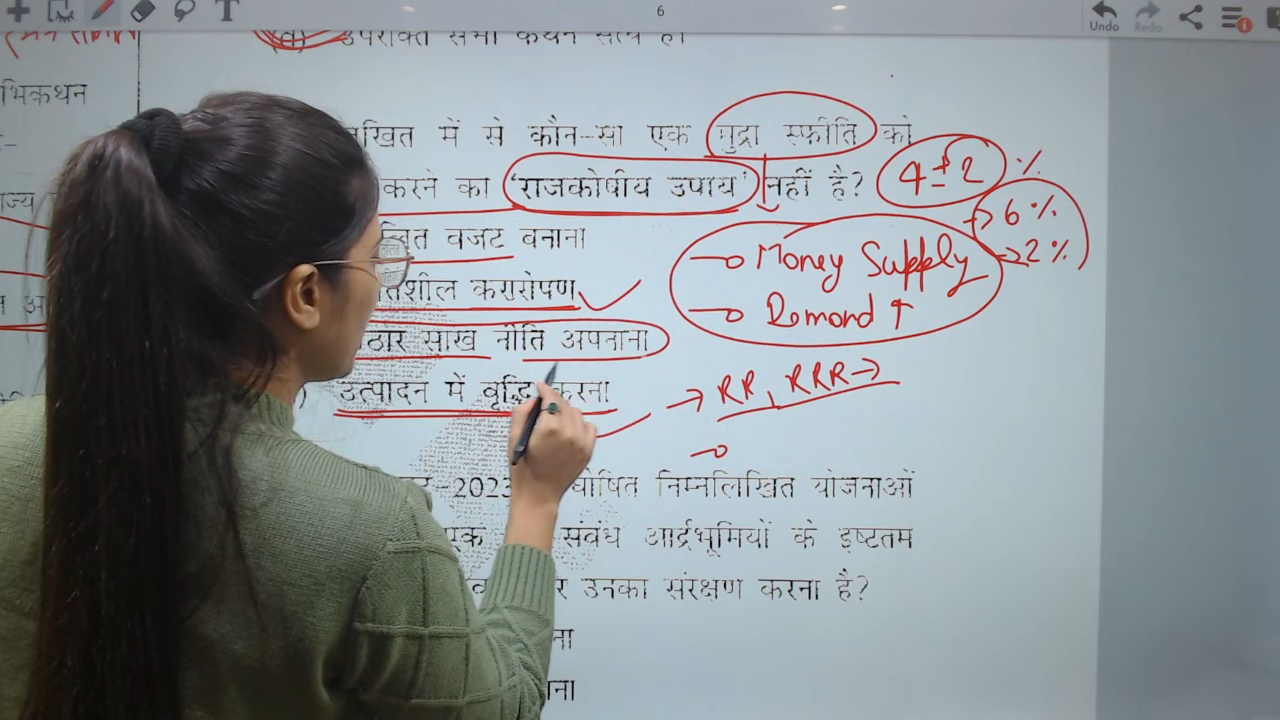 6
Undo Redo
उपरोक्त सभी कथन सत्य हैं
भिकथन
में से कौन-सा एक मुद्रा स्फीति को
करने का 'राजकोषीय उपाय' नहीं है? 4 ± 2 %
→ 6%
→ 2%
बजट बनाना
→ Money Supply
करारोपण
→ Demand ↑
साख नीति अपनाना
उत्पादन में वृद्धि करना
→ RR, RRR →
-2023 घोषित निम्नलिखित योजनाओं
एक संबंध आर्द्रभूमियों के इष्टतम
उनका संरक्षण करना है?